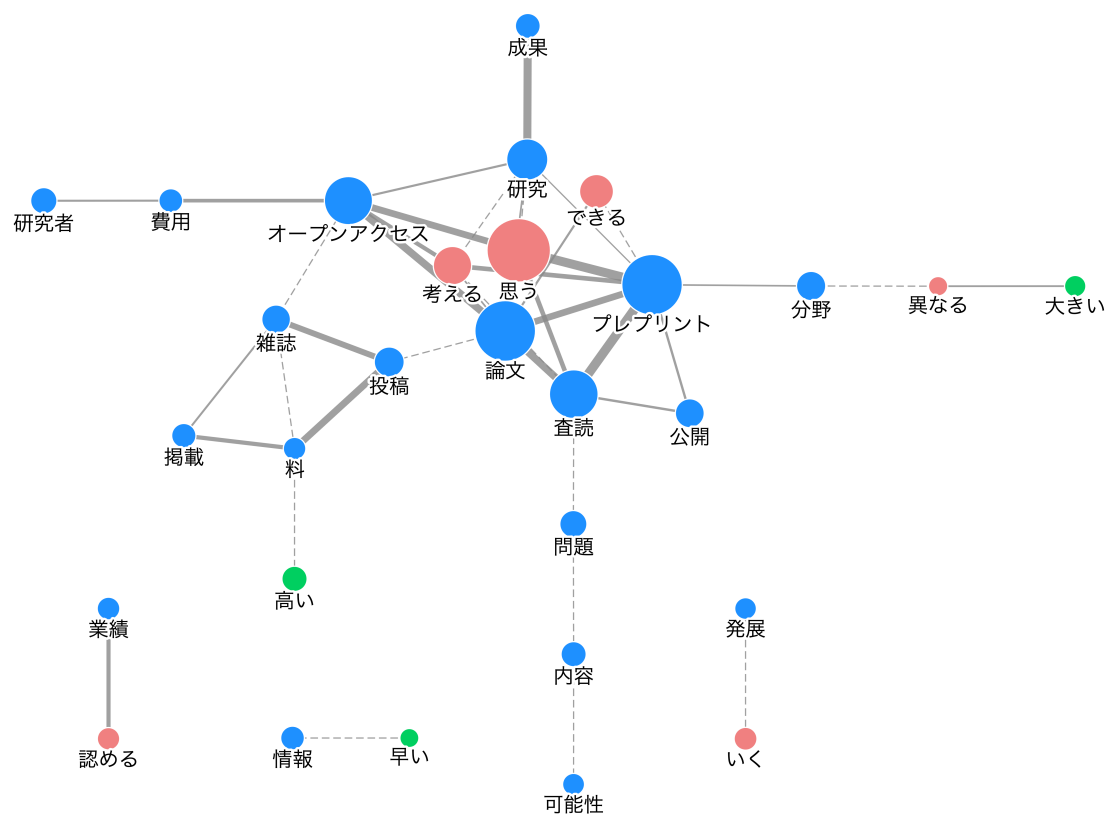 成果
研究
できる
研究者
費用
オープンアクセス
考える
思う
プレプリント
分野
異なる
大きい
雑誌
論文
投稿
査読
公開
掲載
料
問題
高い
業績
発展
内容
認める
情報
早い
いく
可能性